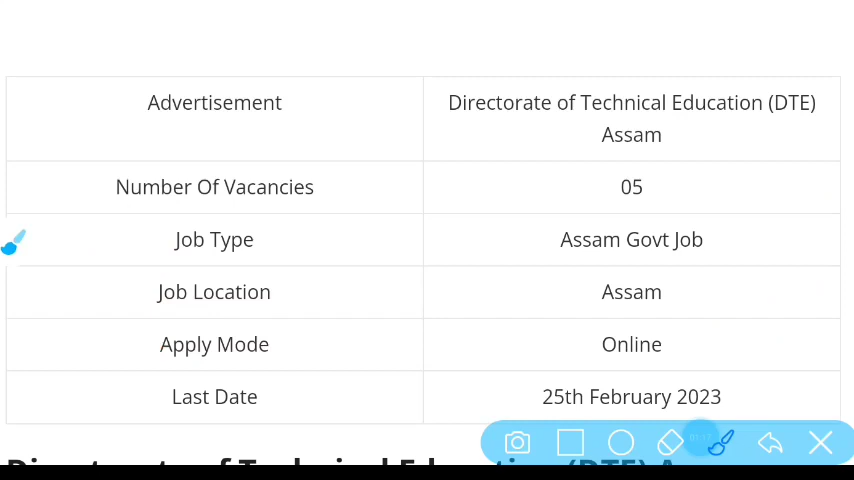 Advertisement
Directorate of Technical Education (DTE)
Assam
Number Of Vacancies
05
Job Type
Assam Govt Job
Job Location
Assam
Apply Mode
Online
Last Date
25th February 2023